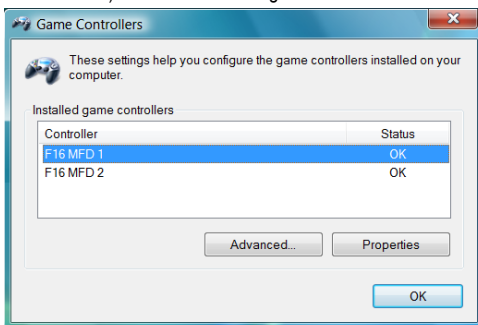 Game Controllers
These settings help you configure the game controllers installed on your
computer.
Installed game controllers
Controller Status
F16 MFD 1 OK
F16 MFD 2 OK
Advanced... Properties
OK